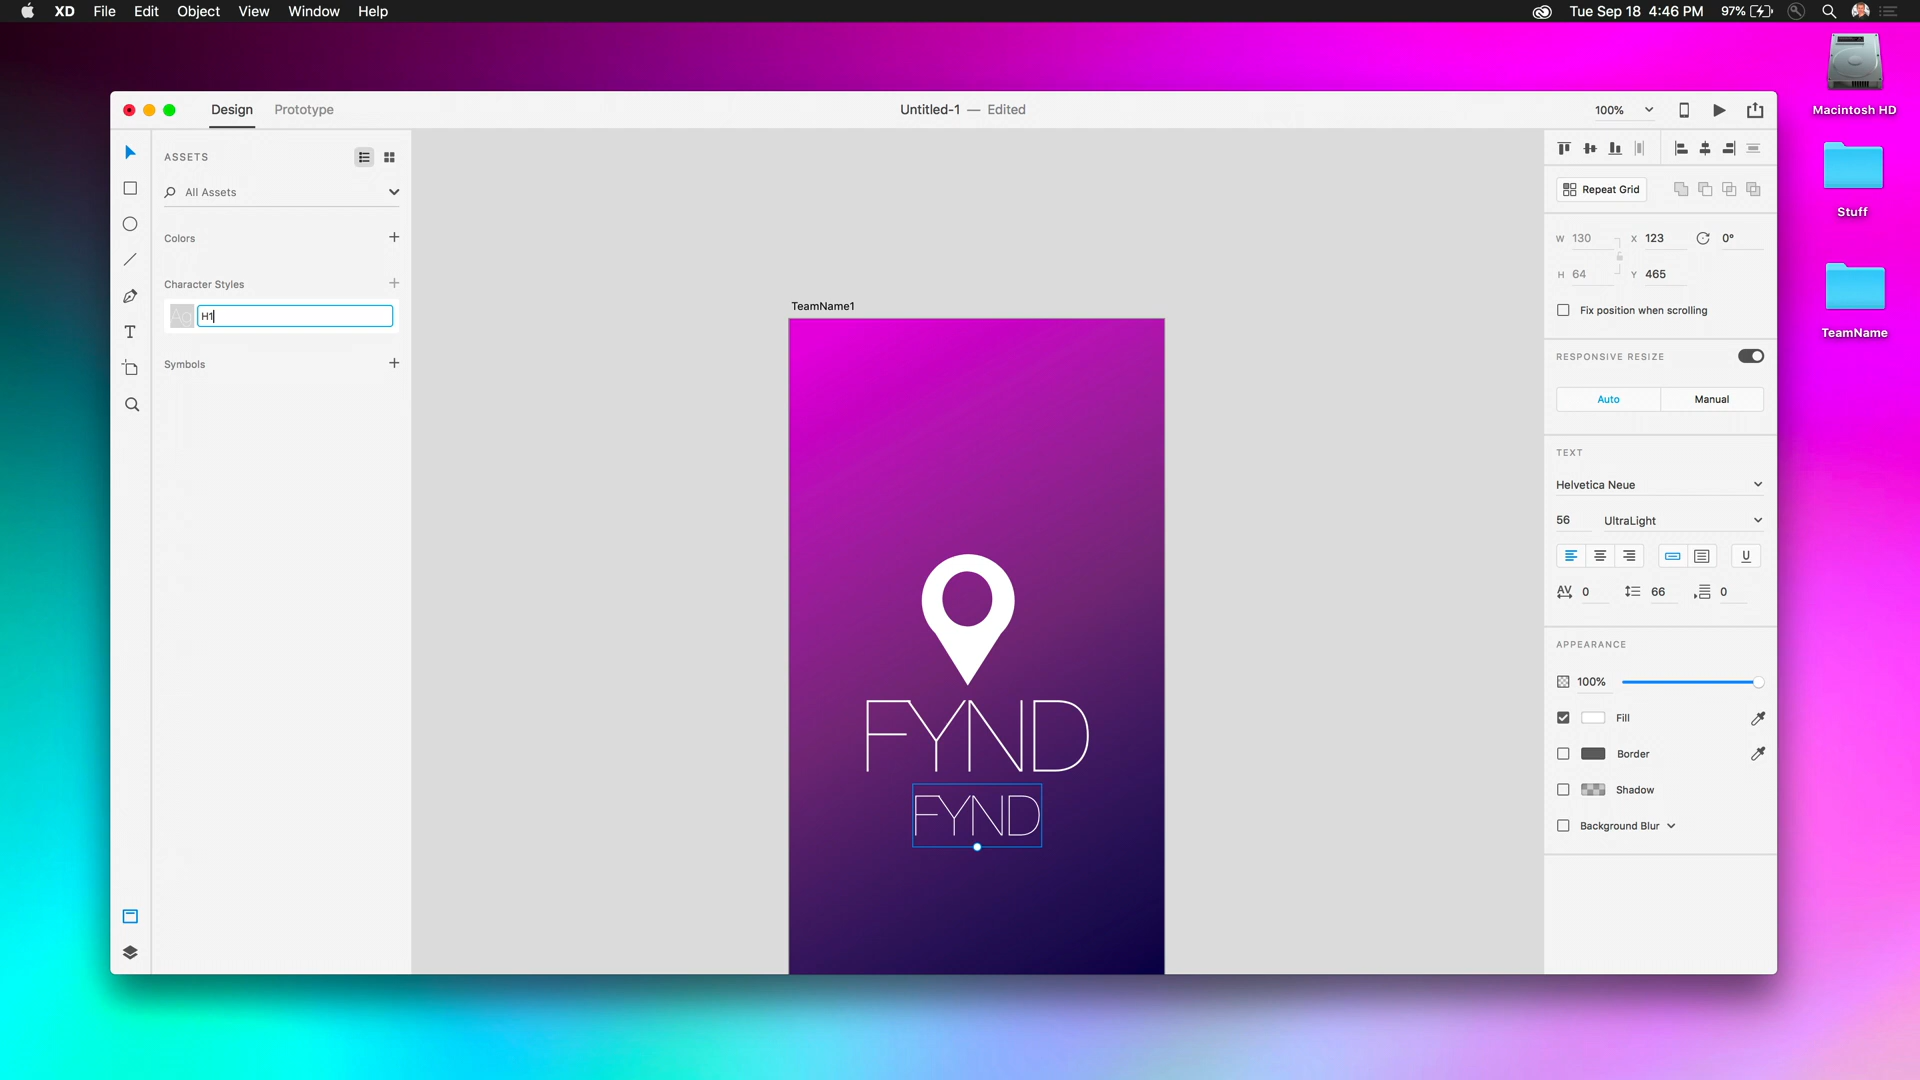 XD File Edit View Object Window Help
Tue Sep 18 4:46 PM 97%
Macintosh HD
Stuff
TeamName
Design Prototype
Untitled-1 — Edited
100%
ASSETS
All Assets
Colors
Character Styles
Ag H1
Symbols
TeamName1
FYND
FYND
Repeat Grid
W 130 X 123 0°
H 64 Y 465
Fix position when scrolling
RESPONSIVE RESIZE
Auto Manual
TEXT
Helvetica Neue
56 UltraLight
U
AV 0 66 0
APPEARANCE
100%
Fill
Border
Shadow
Background Blur